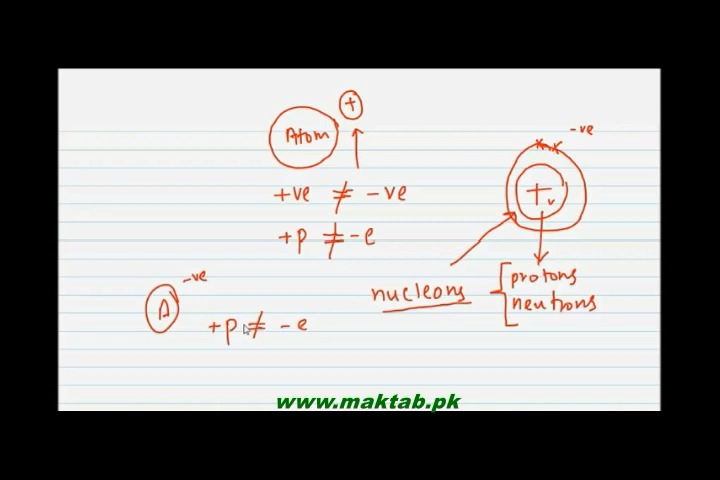 +
Atom
-ve
+ve ≠ -ve
+
+p ≠ -e
nucleons
protons
neutrons
-ve
A
+p ≠ -e
www.maktab.pk